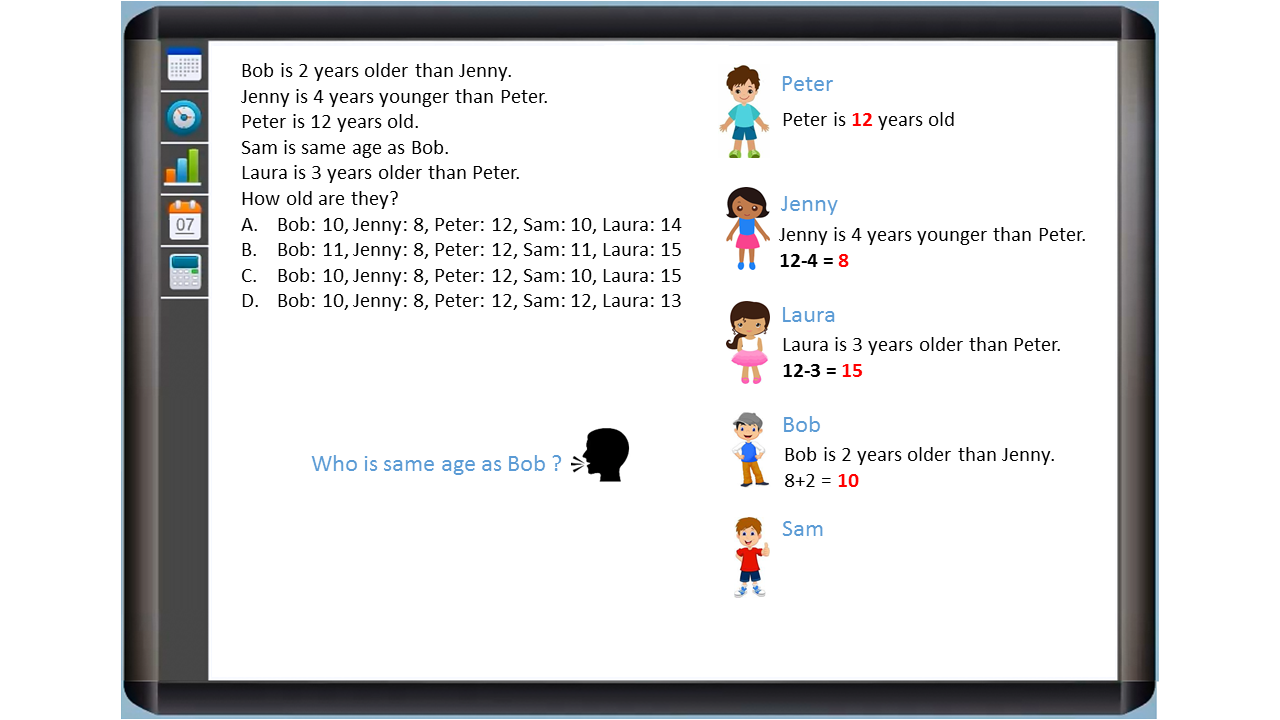 Bob is 2 years older than Jenny.
Jenny is 4 years younger than Peter.
Peter is 12 years old.
Sam is same age as Bob.
Laura is 3 years older than Peter.
How old are they?
A. Bob: 10, Jenny: 8, Peter: 12, Sam: 10, Laura: 14
B. Bob: 11, Jenny: 8, Peter: 12, Sam: 11, Laura: 15
C. Bob: 10, Jenny: 8, Peter: 12, Sam: 10, Laura: 15
D. Bob: 10, Jenny: 8, Peter: 12, Sam: 12, Laura: 13
Who is same age as Bob ?
07
Peter
Peter is 12 years old
Jenny
Jenny is 4 years younger than Peter.
12-4 = 8
Laura
Laura is 3 years older than Peter.
12-3 = 15
Bob
Bob is 2 years older than Jenny.
8+2 = 10
Sam